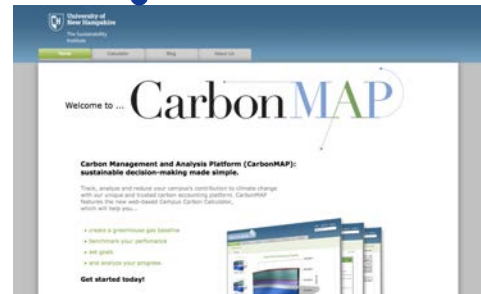 University of
New Hampshire
The Sustainability
Institute
Home Calculator Blog About Us
Welcome to ... CarbonMAP
Carbon Management and Analysis Platform (CarbonMAP):
sustainable decision-making made simple.
Track, analyze and reduce your campus's contribution to climate change
with our unique and trusted carbon accounting platform. CarbonMAP
features the new web-based Campus Carbon Calculator,
which will help you...
• create a greenhouse gas baseline
• benchmark your perfomance
• set goals
• and analyze your progress.
Get started today!